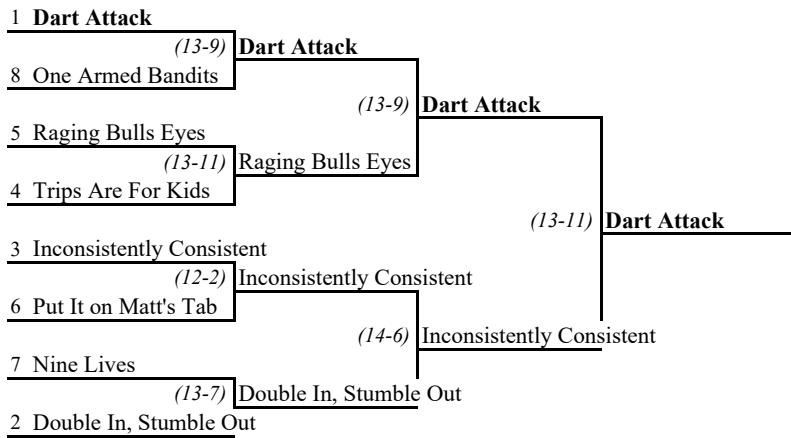 1 Dart Attack
(13-9) Dart Attack
8 One Armed Bandits
(13-9) Dart Attack
5 Raging Bulls Eyes
(13-11) Raging Bulls Eyes
4 Trips Are For Kids
(13-11) Dart Attack
3 Inconsistently Consistent
(12-2) Inconsistently Consistent
6 Put It on Matt's Tab
(14-6) Inconsistently Consistent
7 Nine Lives
(13-7) Double In, Stumble Out
2 Double In, Stumble Out